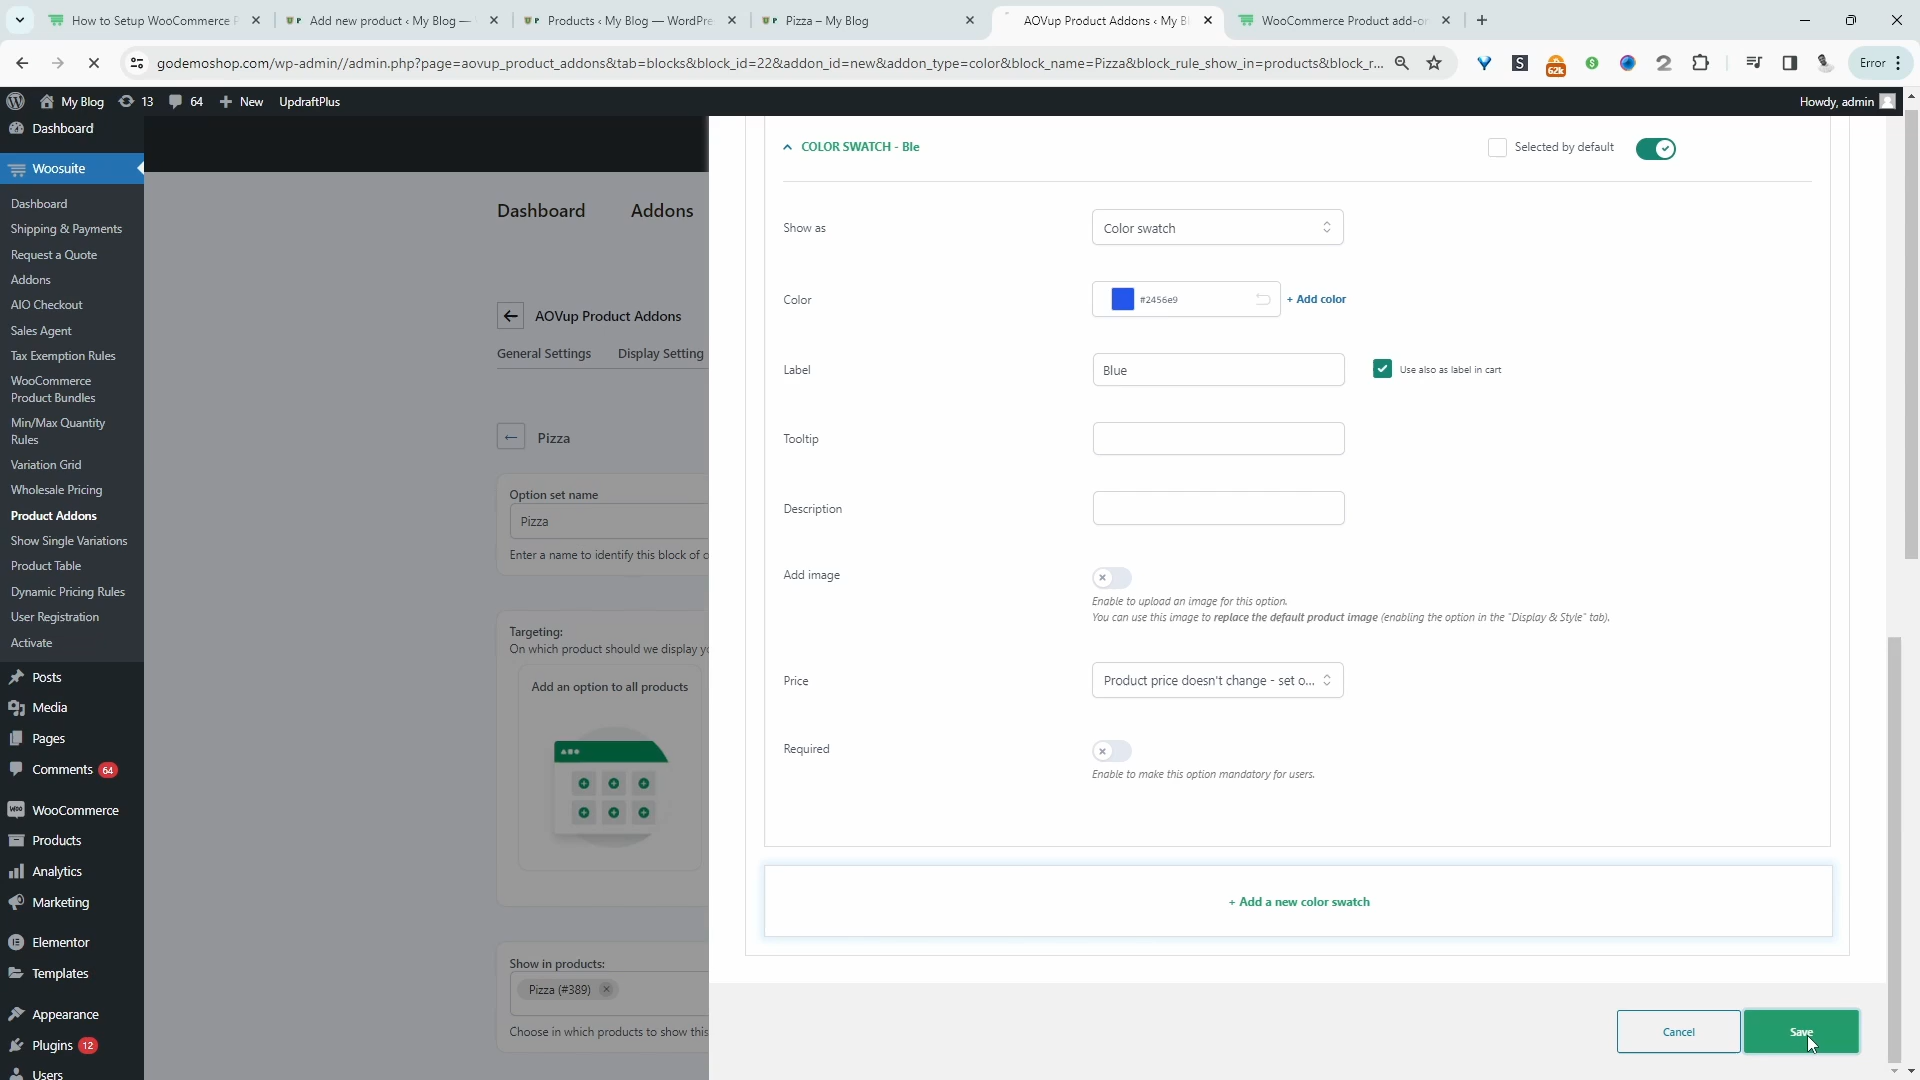 How to Setup WooCommerce P
Add new product ‹ My Blog —
Products ‹ My Blog — WordPre
Pizza – My Blog
AOVup Product Addons ‹ My Bl
WooCommerce Product add-on
godemoshop.com/wp-admin//admin.php?page=aovup_product_addons&tab=blocks&block_id=22&addon_id=new&addon_type=color&block_name=Pizza&block_rule_show_in=products&block_r...
62k
Error
My Blog
13
64
New
UpdraftPlus
Howdy, admin
Dashboard
Woosuite
Dashboard
Shipping & Payments
Request a Quote
Addons
AIO Checkout
Sales Agent
Tax Exemption Rules
WooCommerce
Product Bundles
Min/Max Quantity
Rules
Variation Grid
Wholesale Pricing
Product Addons
Show Single Variations
Product Table
Dynamic Pricing Rules
User Registration
Activate
Posts
Media
Pages
Comments 64
WooCommerce
Products
Analytics
Marketing
Elementor
Templates
Appearance
Plugins 12
Users
Dashboard
Addons
AOVup Product Addons
General Settings
Display Setting
Pizza
Option set name
Pizza
Enter a name to identify this block of o
Targeting:
On which product should we display y
Add an option to all products
Show in products:
Pizza (#389) ×
Choose in which products to show this
COLOR SWATCH - Ble
Selected by default
Show as
Color swatch
Color
#2456e9
+ Add color
Label
Blue
Use also as label in cart
Tooltip
Description
Add image
Enable to upload an image for this option.
You can use this image to replace the default product image (enabling the option in the "Display & Style" tab).
Price
Product price doesn't change - set o...
Required
Enable to make this option mandatory for users.
+ Add a new color swatch
Cancel
Save